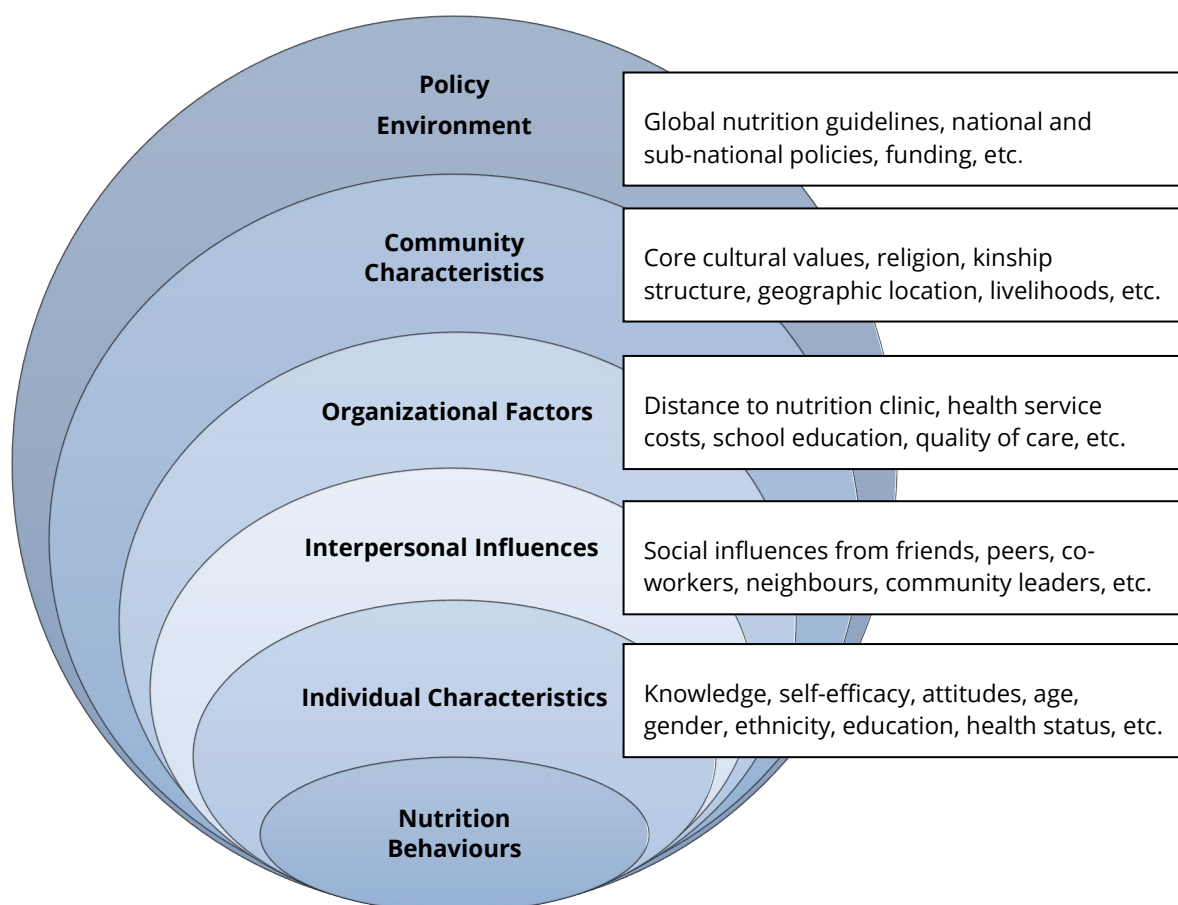 Policy
Environment
Global nutrition guidelines, national and
sub-national policies, funding, etc.
Community
Characteristics
Core cultural values, religion, kinship
structure, geographic location, livelihoods, etc.
Organizational Factors
Distance to nutrition clinic, health service
costs, school education, quality of care, etc.
Interpersonal Influences
Social influences from friends, peers, co-
workers, neighbours, community leaders, etc.
Individual Characteristics
Knowledge, self-efficacy, attitudes, age,
gender, ethnicity, education, health status, etc.
Nutrition
Behaviours